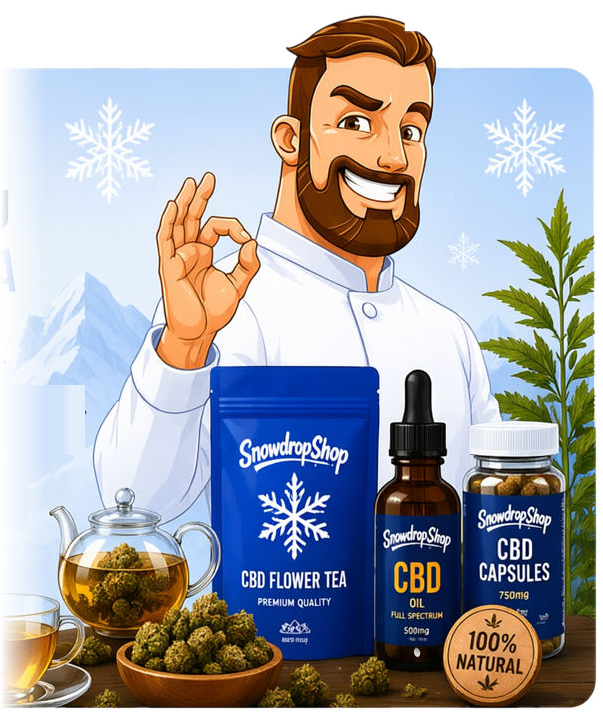 SnowdropShop
CBD FLOWER TEA
PREMIUM QUALITY
SnowdropShop
CBD
OIL
FULL SPECTRUM
500mg
SnowdropShop
CBD
CAPSULES
750mg
100%
NATURAL